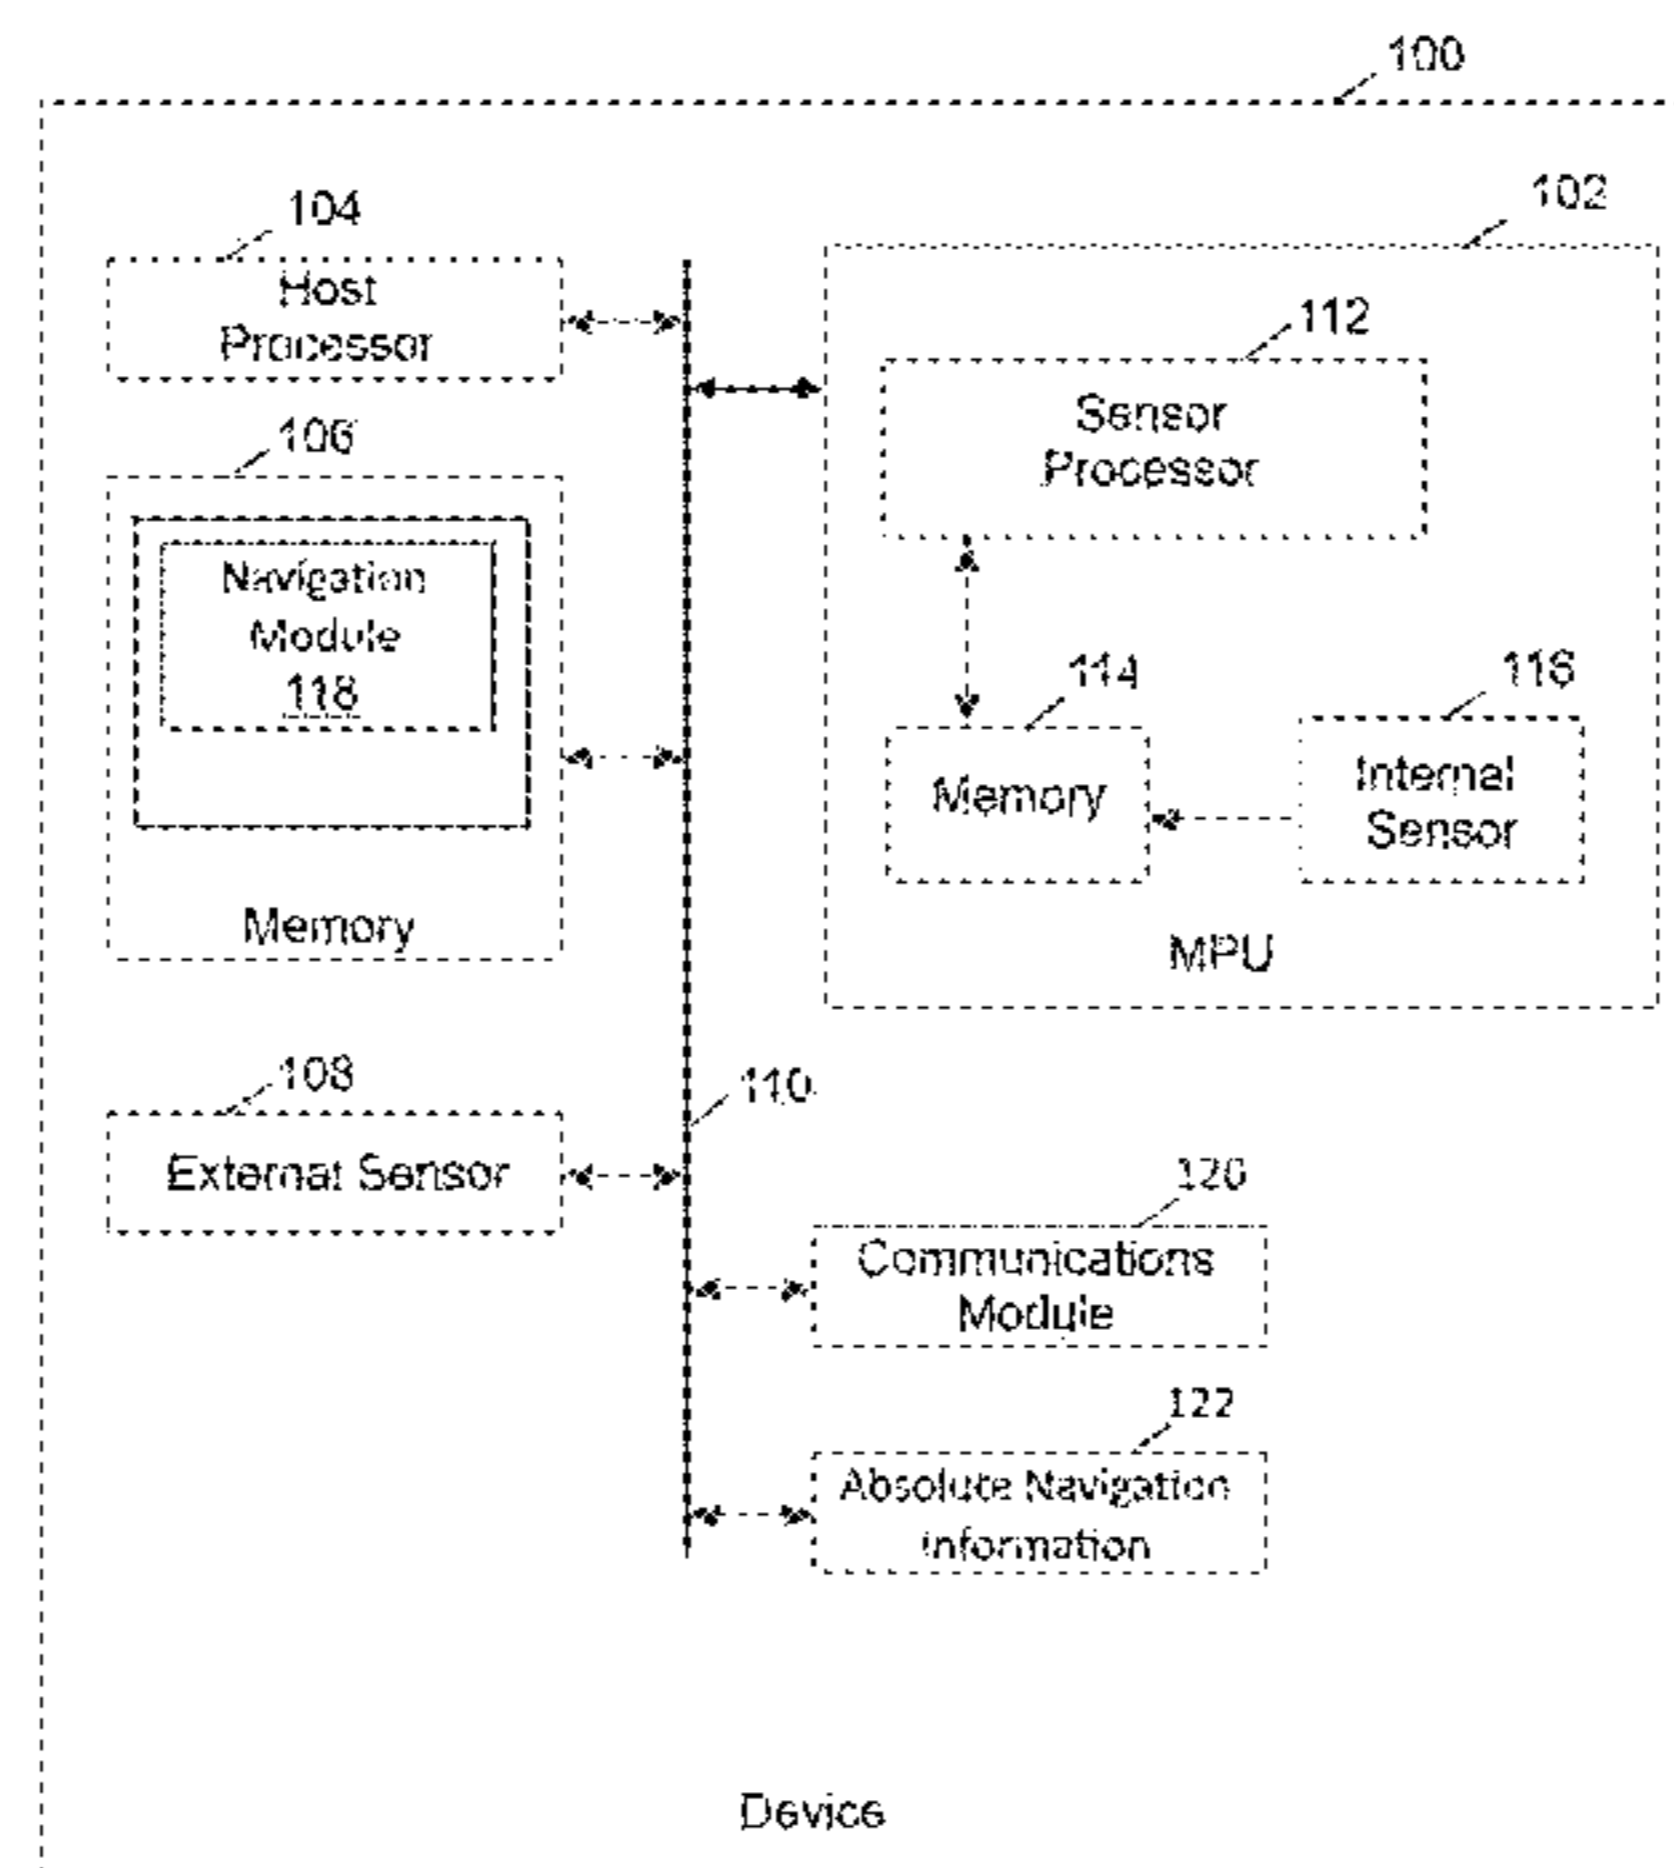 100
102
104
Host
Processor
112
Sensor
Processor
106
Navigation
Module
118
Memory
114
Memory
116
Internal
Sensor
MPU
108
External Sensor
110
120
Communications
Module
122
Absolute Navigation
Information
Device